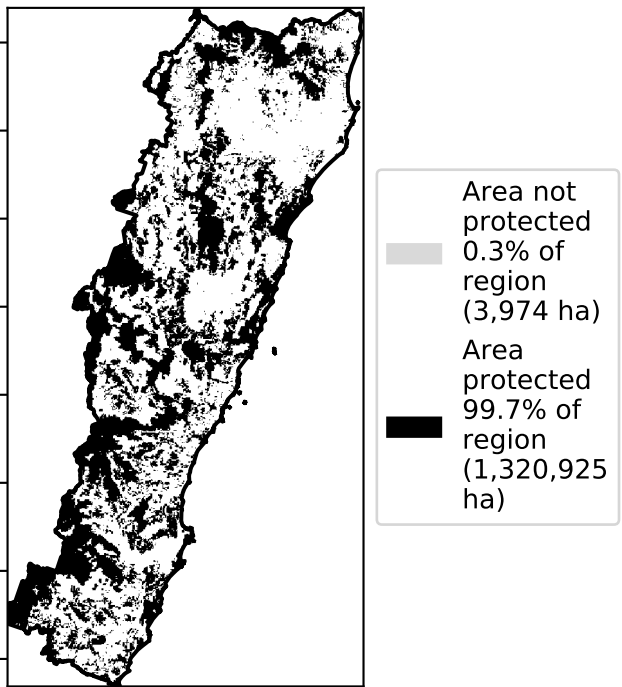 Area not
protected
0.3% of
region
(3,974 ha)
Area
protected
99.7% of
region
(1,320,925
ha)